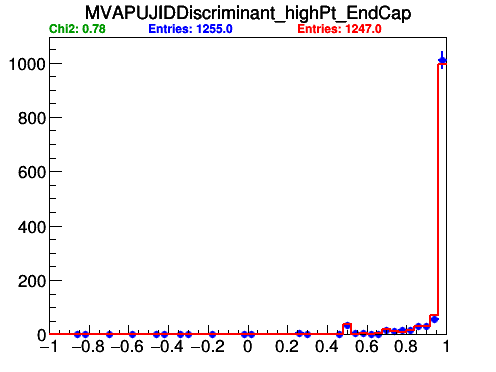 MVAPUJIDDiscriminant_highPt_EndCap
Chi2: 0.78 Entries: 1255.0 Entries: 1247.0
1000
800
600
400
200
0
−1 −0.8 −0.6 −0.4 −0.2 0 0.2 0.4 0.6 0.8 1